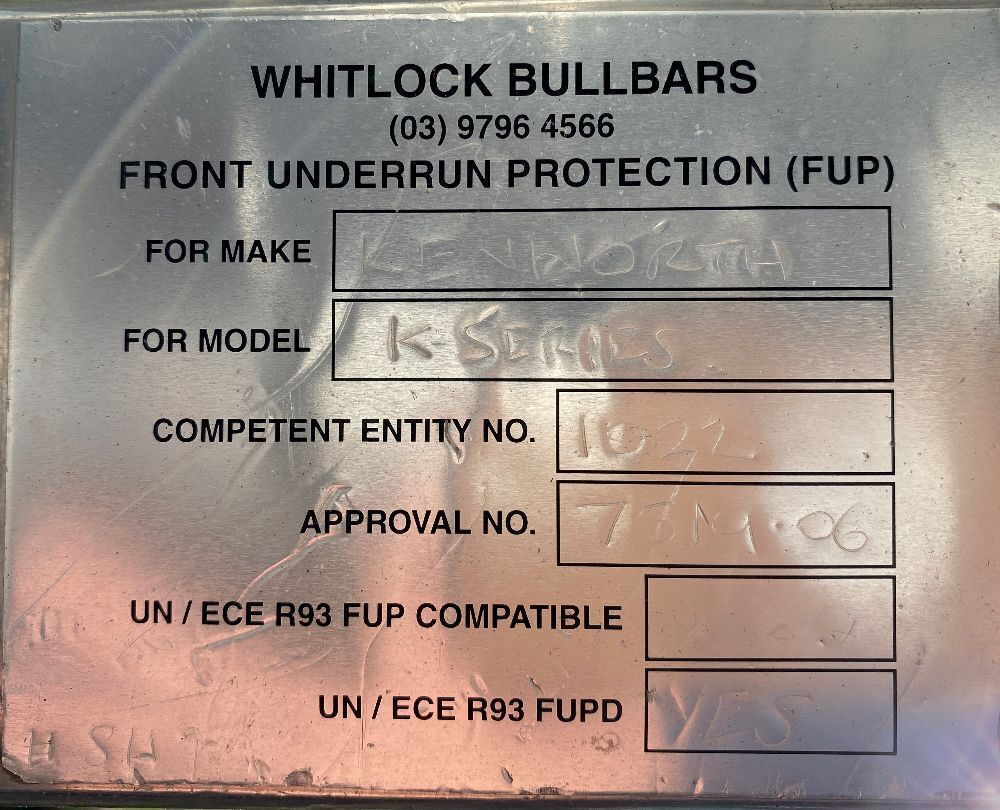 WHITLOCK BULLBARS
(03) 9796 4566
FRONT UNDERRUN PROTECTION (FUP)
FOR MAKE KENWORTH
FOR MODEL K-SERIES
COMPETENT ENTITY NO. 1022
APPROVAL NO.
UN / ECE R93 FUP COMPATIBLE
UN / ECE R93 FUPD YES